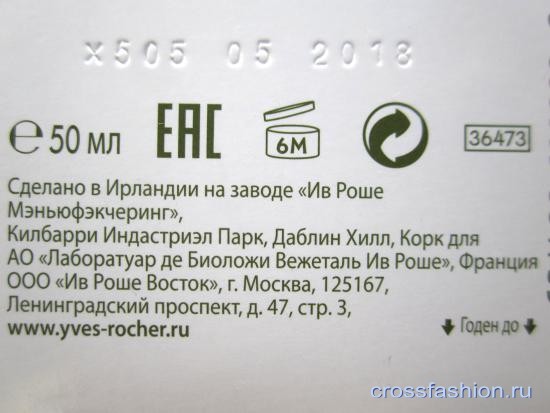 X505 05 2018
℮ 50 мл EAC 6M 36473
Сделано в Ирландии на заводе «Ив Роше
Мэньюфэкчеринг»,
Килбарри Индастриэл Парк, Даблин Хилл, Корк для
АО «Лаборатуар де Биоложи Вежеталь Ив Роше», Франция
ООО «Ив Роше Восток», г. Москва, 125167,
Ленинградский проспект, д. 47, стр. 3,
www.yves-rocher.ru
Годен до
crossfashion.ru